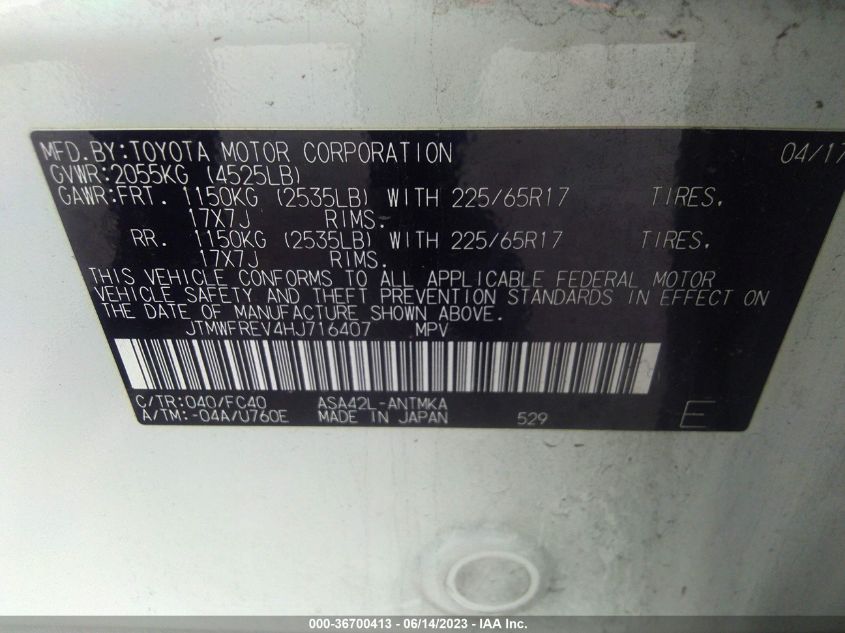 MFD.BY:TOYOTA MOTOR CORPORATION 04/17
GVWR:2055KG (4525LB)
GAWR:FRT. 1150KG (2535LB) WITH 225/65R17 TIRES.
17X7J RIMS.
RR. 1150KG (2535LB) WITH 225/65R17 TIRES.
17X7J RIMS.
THIS VEHICLE CONFORMS TO ALL APPLICABLE FEDERAL MOTOR
VEHICLE SAFETY AND THEFT PREVENTION STANDARDS IN EFFECT ON
THE DATE OF MANUFACTURE SHOWN ABOVE.
JTMWFREV4HJ716407 MPV
C/TR:040/FC40 ASA42L-ANTMKA
A/TM:-04A/U760E MADE IN JAPAN 529 E
000-36700413 - 06/14/2023 - IAA Inc.